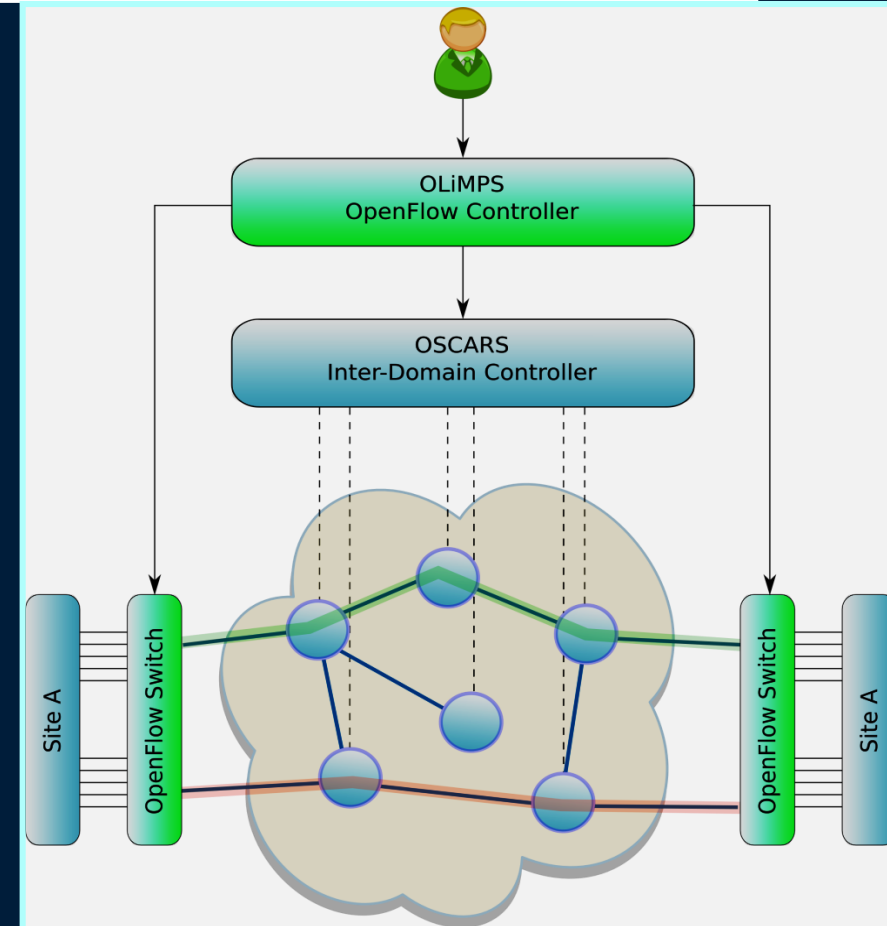 OLiMPS
OpenFlow Controller
OSCARS
Inter-Domain Controller
Site A
OpenFlow Switch
OpenFlow Switch
Site A